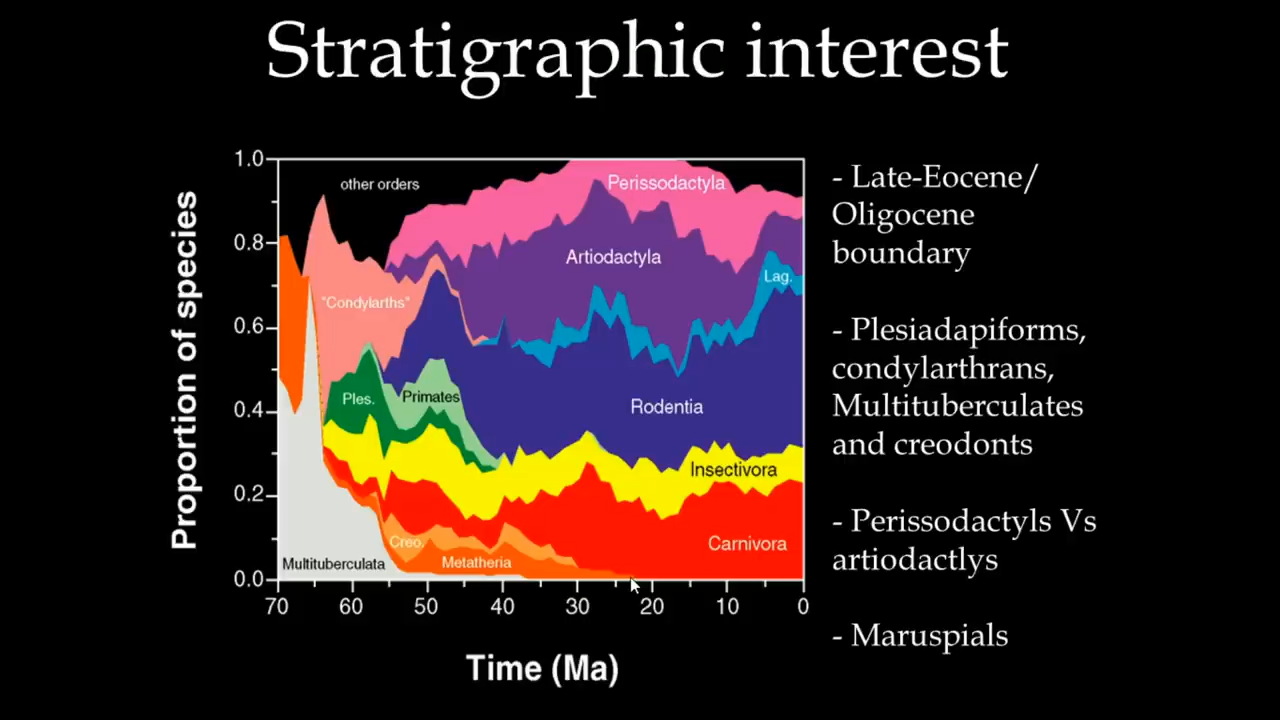 Stratigraphic interest
Proportion of species
1.0
0.8
0.6
0.4
0.2
0.0
other orders
Perissodactyla
Artiodactyla
Lag.
"Condylarths"
Ples.
Primates
Rodentia
Insectivora
Creo.
Carnivora
Multituberculata
Metatheria
70 60 50 40 30 20 10 0
Time (Ma)
- Late-Eocene/
Oligocene
boundary
- Plesiadapiforms,
condylarthrans,
Multituberculates
and creodonts
- Perissodactyls Vs
artiodactlys
- Maruspials